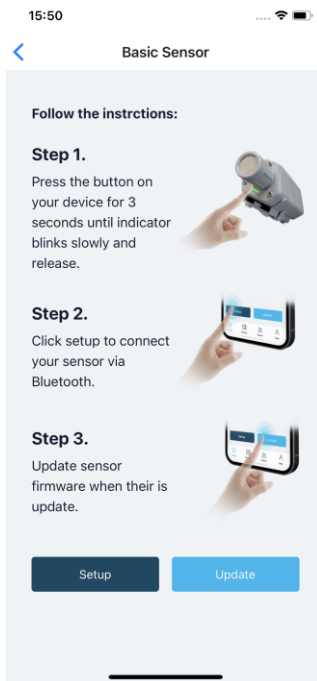 15:50
Basic Sensor
Follow the instrctions:
Step 1.
Press the button on
your device for 3
seconds until indicator
blinks slowly and
release.
Step 2.
Click setup to connect
your sensor via
Bluetooth.
Step 3.
Update sensor
firmware when their is
update.
Setup
Update